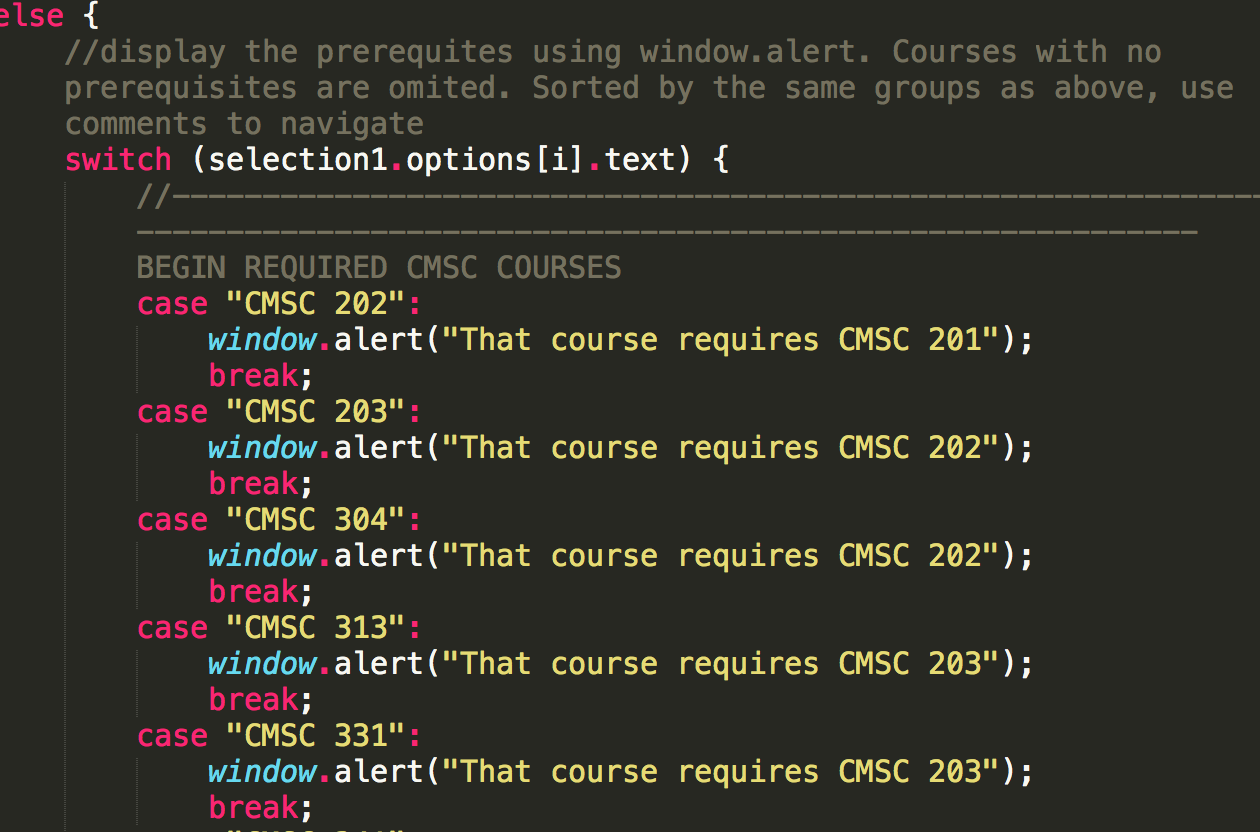 else {
//display the prerequites using window.alert. Courses with no
prerequisites are omited. Sorted by the same groups as above, use
comments to navigate
switch (selection1.options[i].text) {
//------------------------------------------------------------
-----------------------------------------------------------
BEGIN REQUIRED CMSC COURSES
case "CMSC 202":
window.alert("That course requires CMSC 201");
break;
case "CMSC 203":
window.alert("That course requires CMSC 202");
break;
case "CMSC 304":
window.alert("That course requires CMSC 202");
break;
case "CMSC 313":
window.alert("That course requires CMSC 203");
break;
case "CMSC 331":
window.alert("That course requires CMSC 203");
break;